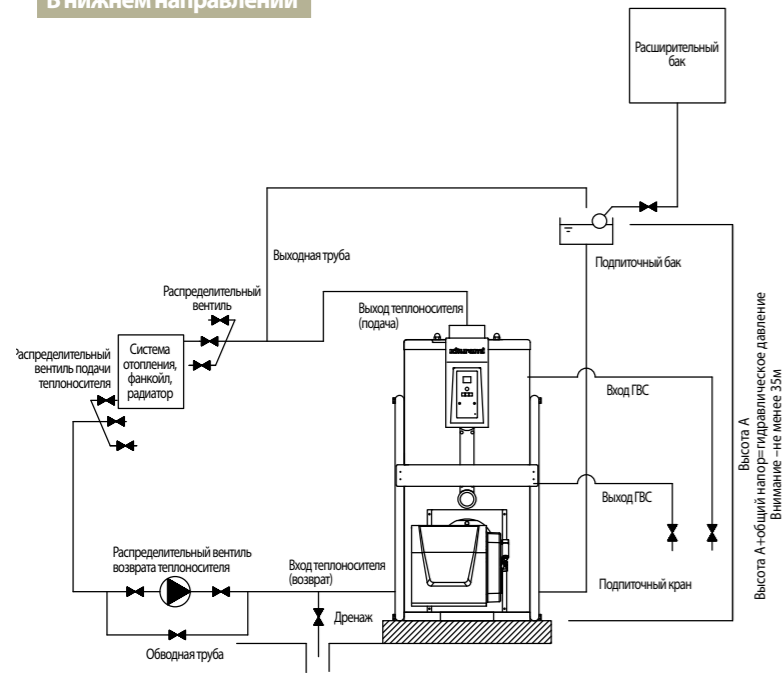 В нижнем направлении
Расширительный
бак
Выходная труба
Подпиточный бак
Распределительный
вентиль
Выход теплоносителя
(подача)
Распределительный
вентиль подачи
теплоносителя
Система
отопления,
фанкойл,
радиатор
Вход ГВС
Выход ГВС
Распределительный вентиль
возврата теплоносителя
Вход теплоносителя
(возврат)
Подпиточный кран
Дренаж
Обводная труба
Высота А
Высота А+общий напор=гидравлическое давление
Внимание –не менее 35м